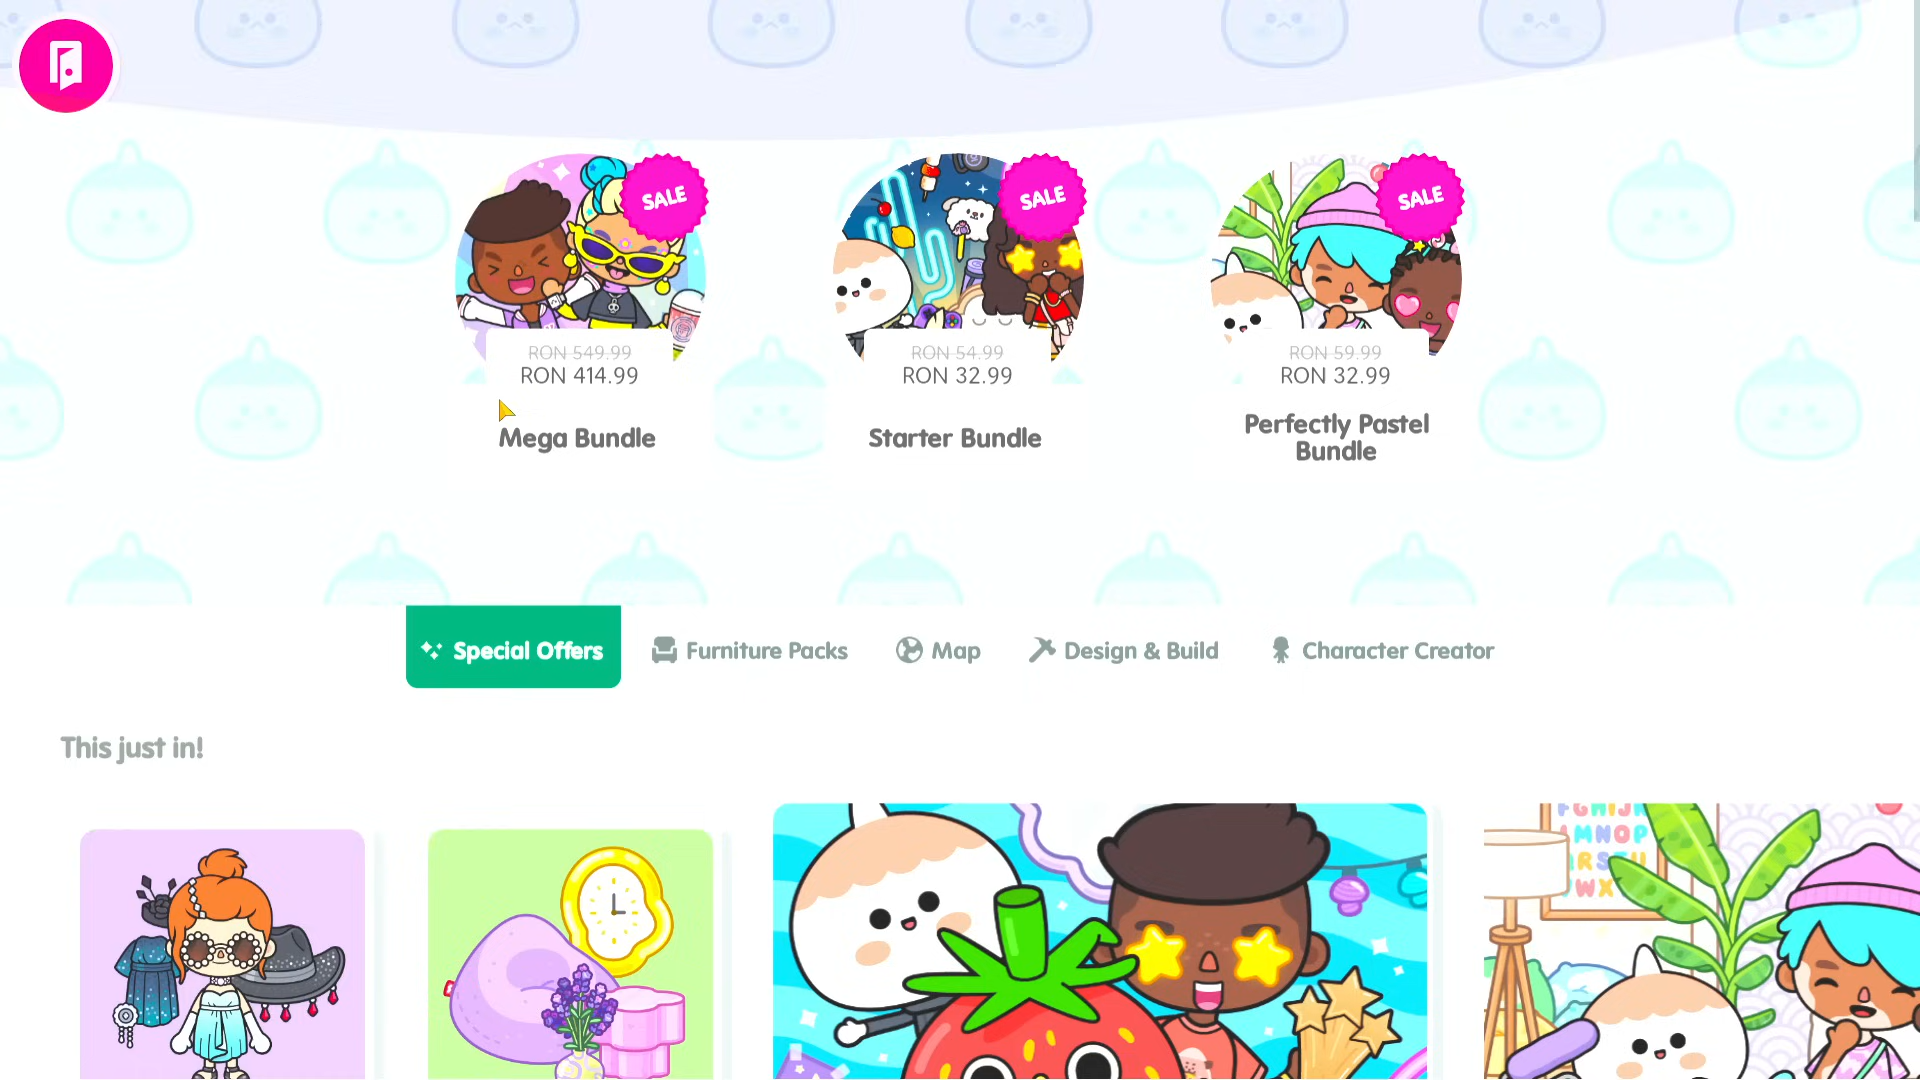 SALE
SALE
SALE
RON 549.99
RON 414.99
RON 54.99
RON 32.99
RON 59.99
RON 32.99
Mega Bundle
Starter Bundle
Perfectly Pastel
Bundle
Special Offers
Furniture Packs
Map
Design & Build
Character Creator
This just in!